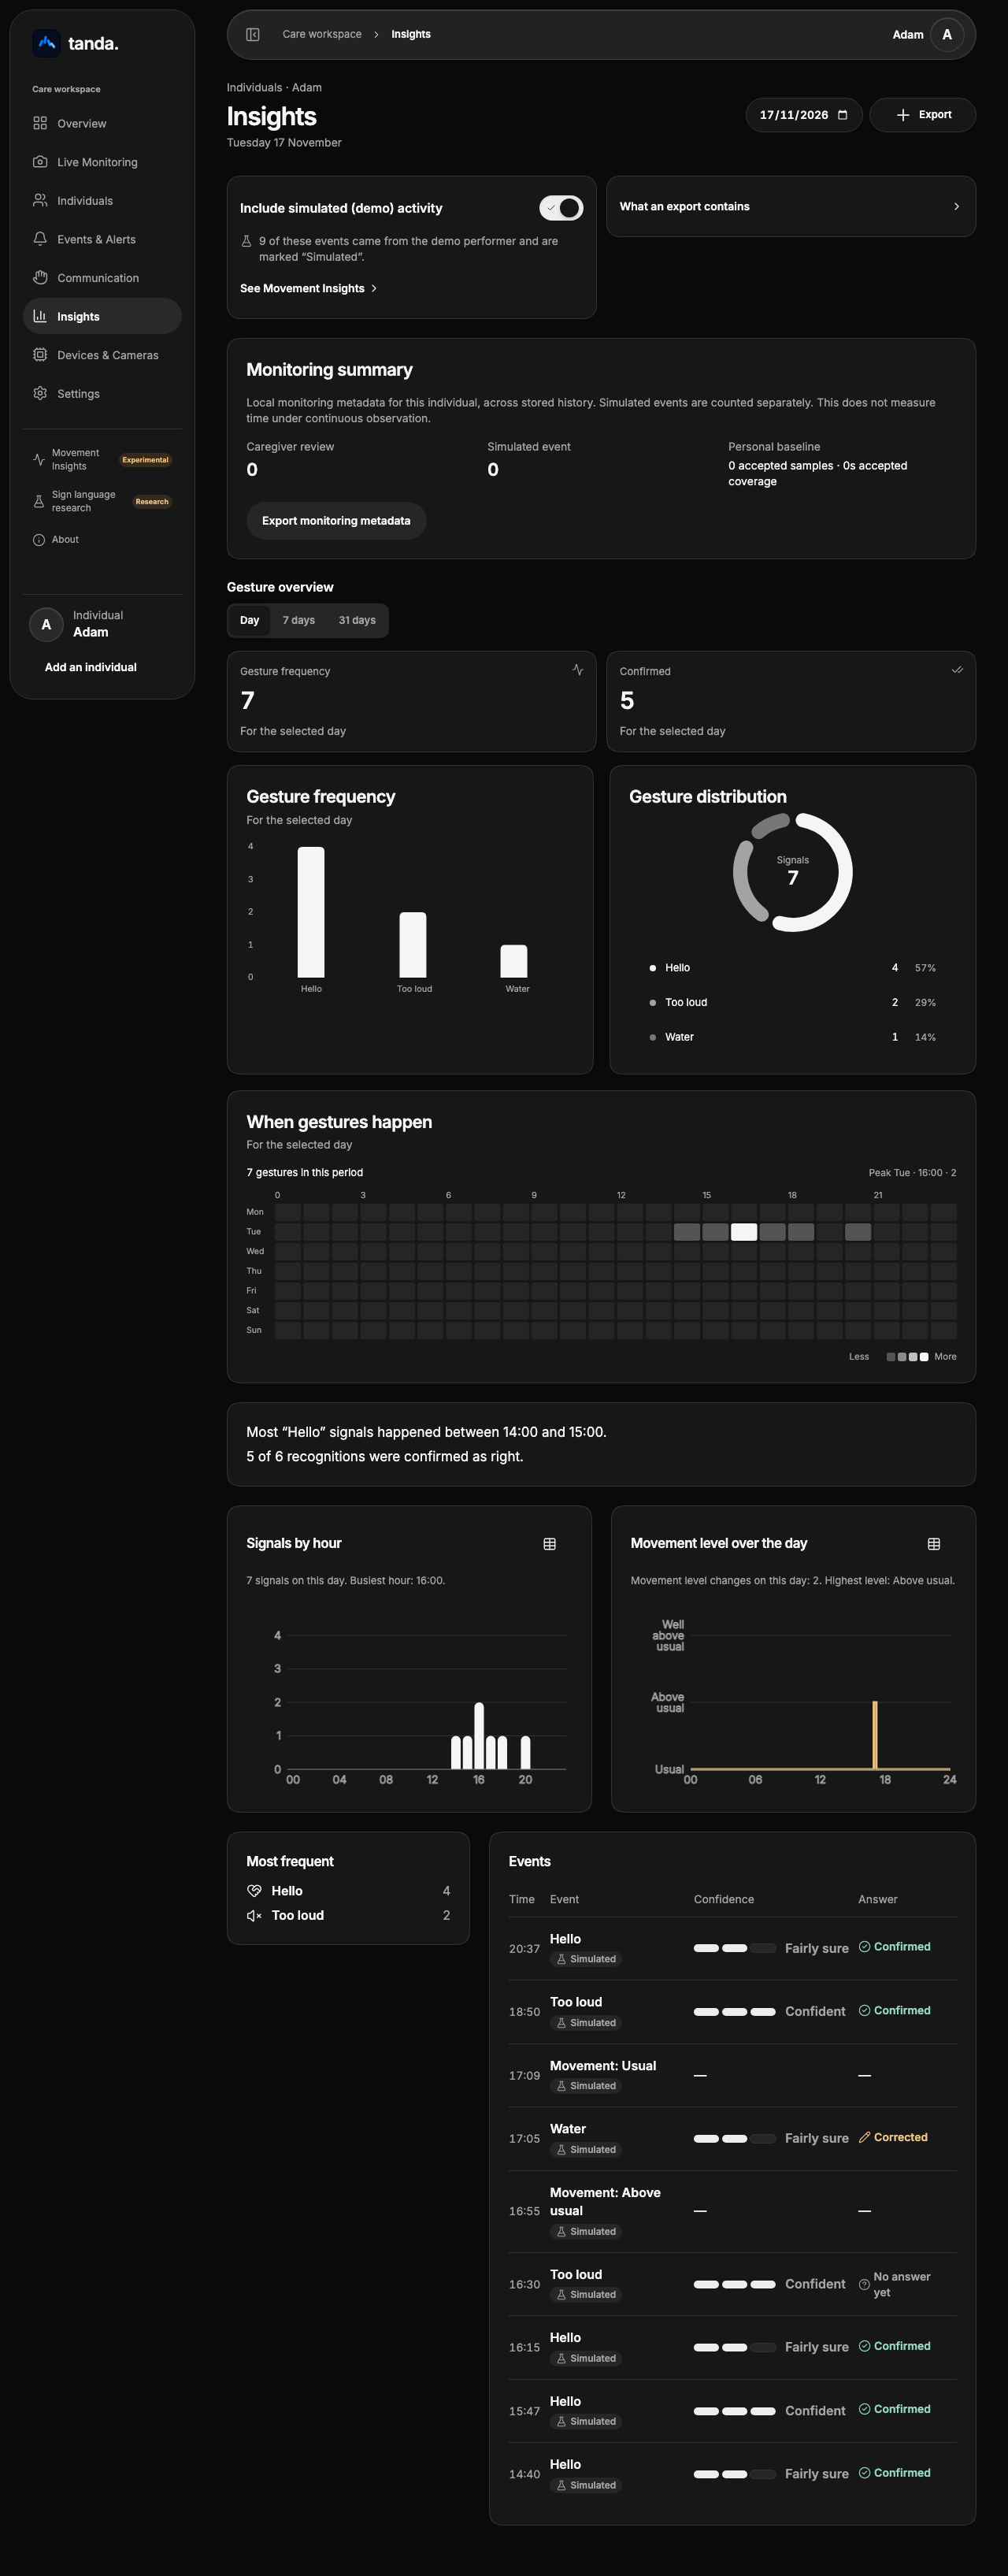 tanda.
Care workspace
Overview
Live Monitoring
Individuals
Events & Alerts
Communication
Insights
Devices & Cameras
Settings
Movement
Insights
Experimental
Sign language
research
Research
About
A
Individual
Adam
Add an individual
Care workspace
Insights
Adam
A
Individuals · Adam
Insights
Tuesday 17 November
17/11/2026
Export
Include simulated (demo) activity
9 of these events came from the demo performer and are
marked “Simulated”.
See Movement Insights
What an export contains
Monitoring summary
Local monitoring metadata for this individual, across stored history. Simulated events are counted separately. This does not measure
time under continuous observation.
Caregiver review
0
Simulated event
0
Personal baseline
0 accepted samples · 0s accepted
coverage
Export monitoring metadata
Gesture overview
Day 7 days 31 days
Gesture frequency
7
For the selected day
Confirmed
5
For the selected day
Gesture frequency
For the selected day
4
3
2
1
0
Hello Too loud Water
Gesture distribution
Signals
7
Hello 4 57%
Too loud 2 29%
Water 1 14%
When gestures happen
For the selected day
7 gestures in this period
Peak Tue · 16:00 · 2
0 3 6 9 12 15 18 21
Mon
Tue
Wed
Thu
Fri
Sat
Sun
Less More
Most “Hello” signals happened between 14:00 and 15:00.
5 of 6 recognitions were confirmed as right.
Signals by hour
7 signals on this day. Busiest hour: 16:00.
4
3
2
1
0
00 04 08 12 16 20
Movement level over the day
Movement level changes on this day: 2. Highest level: Above usual.
Well
above
usual
Above
usual
Usual
00 06 12 18 24
Most frequent
Hello 4
Too loud 2
Events
Time Event Confidence Answer
20:37 Hello Fairly sure Confirmed
Simulated
18:50 Too loud Confident Confirmed
Simulated
17:09 Movement: Usual — —
Simulated
17:05 Water Fairly sure Corrected
Simulated
16:55 Movement: Above
usual — —
Simulated
16:30 Too loud Confident No answer
yet
Simulated
16:15 Hello Fairly sure Confirmed
Simulated
15:47 Hello Confident Confirmed
Simulated
14:40 Hello Fairly sure Confirmed
Simulated